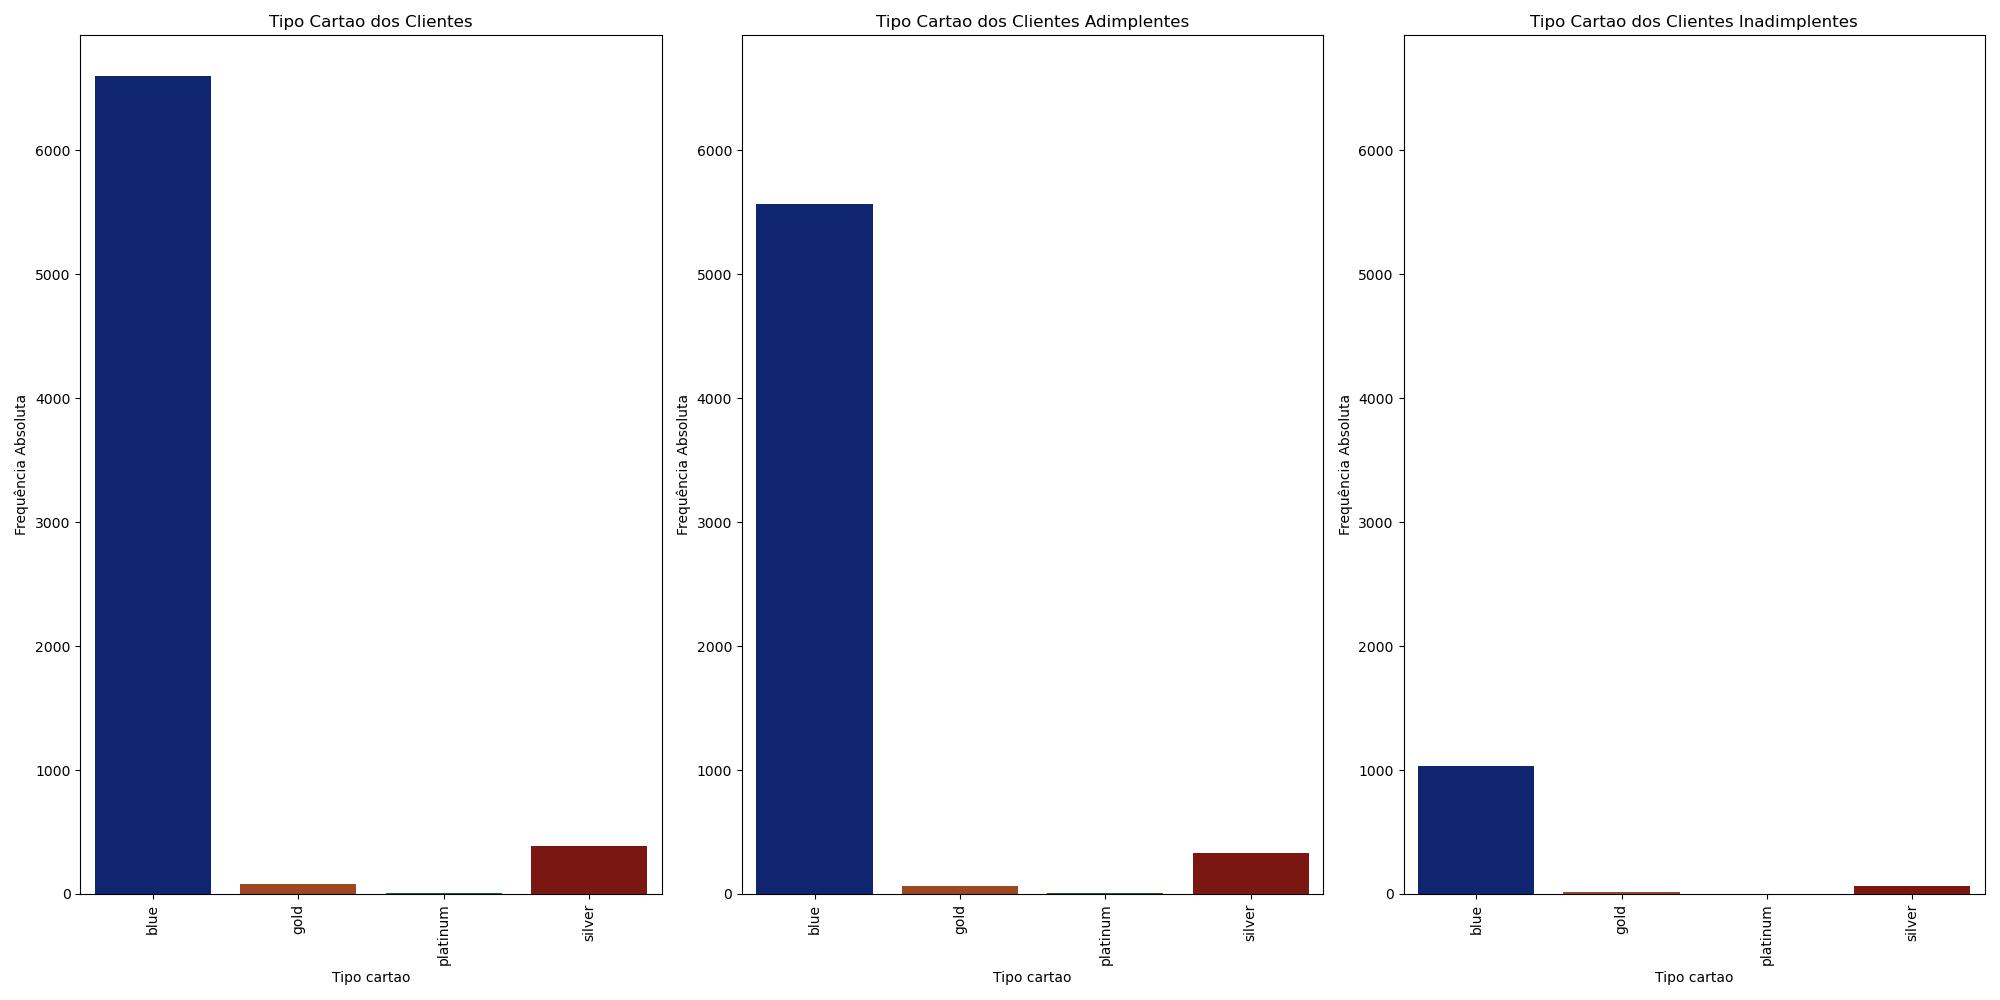 Tipo Cartao dos Clientes
Frequência Absoluta
6000
5000
4000
3000
2000
1000
0
blue
gold
platinum
silver
Tipo cartao
Tipo Cartao dos Clientes Adimplentes
Frequência Absoluta
6000
5000
4000
3000
2000
1000
0
blue
gold
platinum
silver
Tipo cartao
Tipo Cartao dos Clientes Inadimplentes
Frequência Absoluta
6000
5000
4000
3000
2000
1000
0
blue
gold
platinum
silver
Tipo cartao